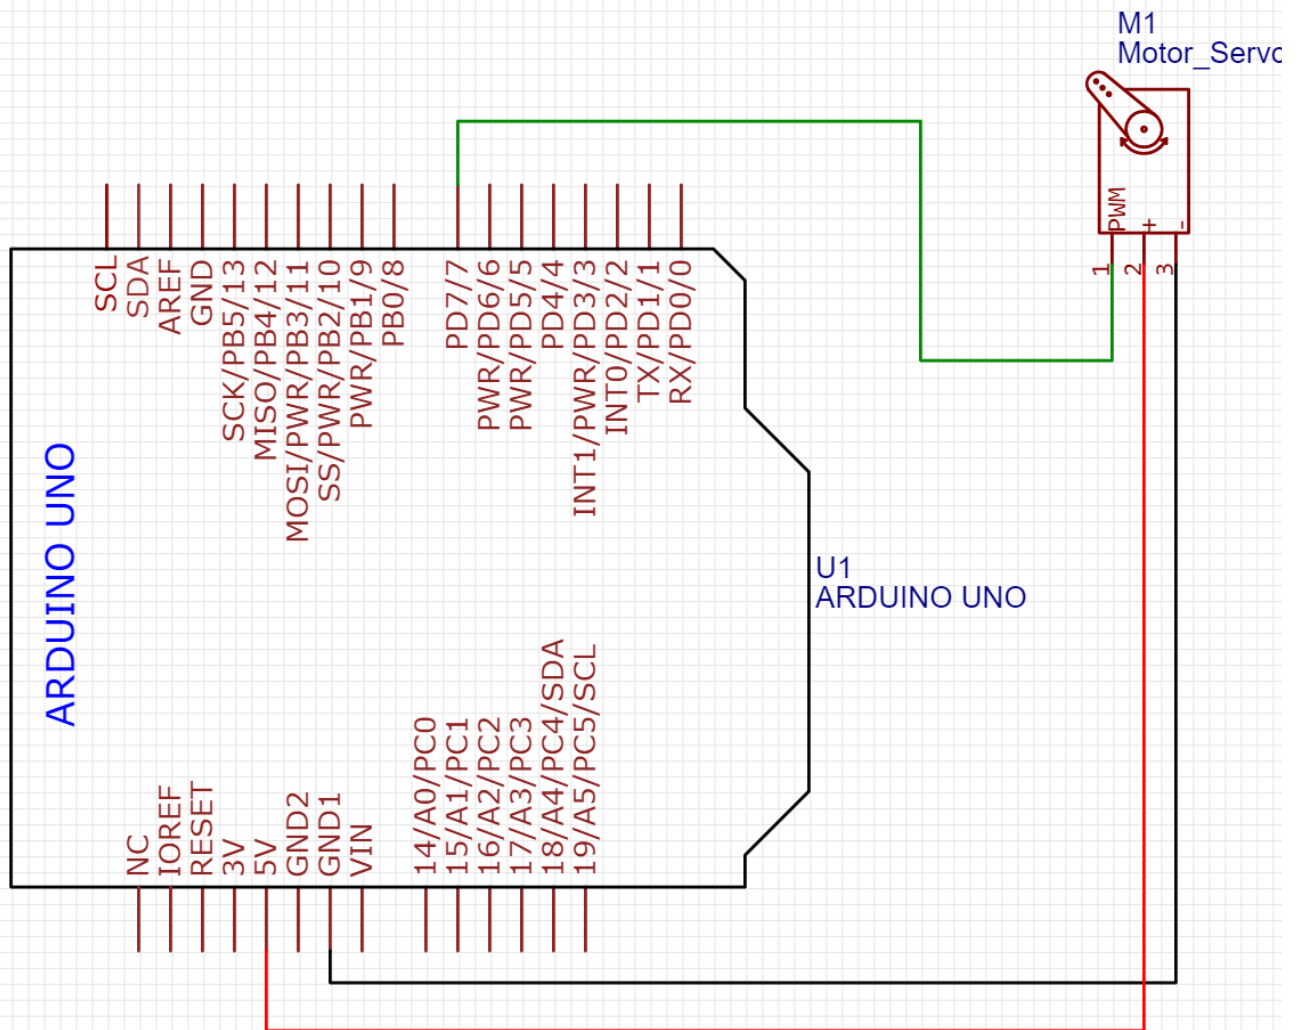 M1
Motor_Servo
PWM
+
-
1
2
3
SCL
SDA
AREF
GND
SCK/PB5/13
MISO/PB4/12
MOSI/PWR/PB3/11
SS/PWR/PB2/10
PWR/PB1/9
PB0/8
PD7/7
PWR/PD6/6
PWR/PD5/5
PD4/4
INT1/PWR/PD3/3
INT0/PD2/2
TX/PD1/1
RX/PD0/0
ARDUINO UNO
U1
ARDUINO UNO
NC
IOREF
RESET
3V
5V
GND2
GND1
VIN
14/A0/PC0
15/A1/PC1
16/A2/PC2
17/A3/PC3
18/A4/PC4/SDA
19/A5/PC5/SCL